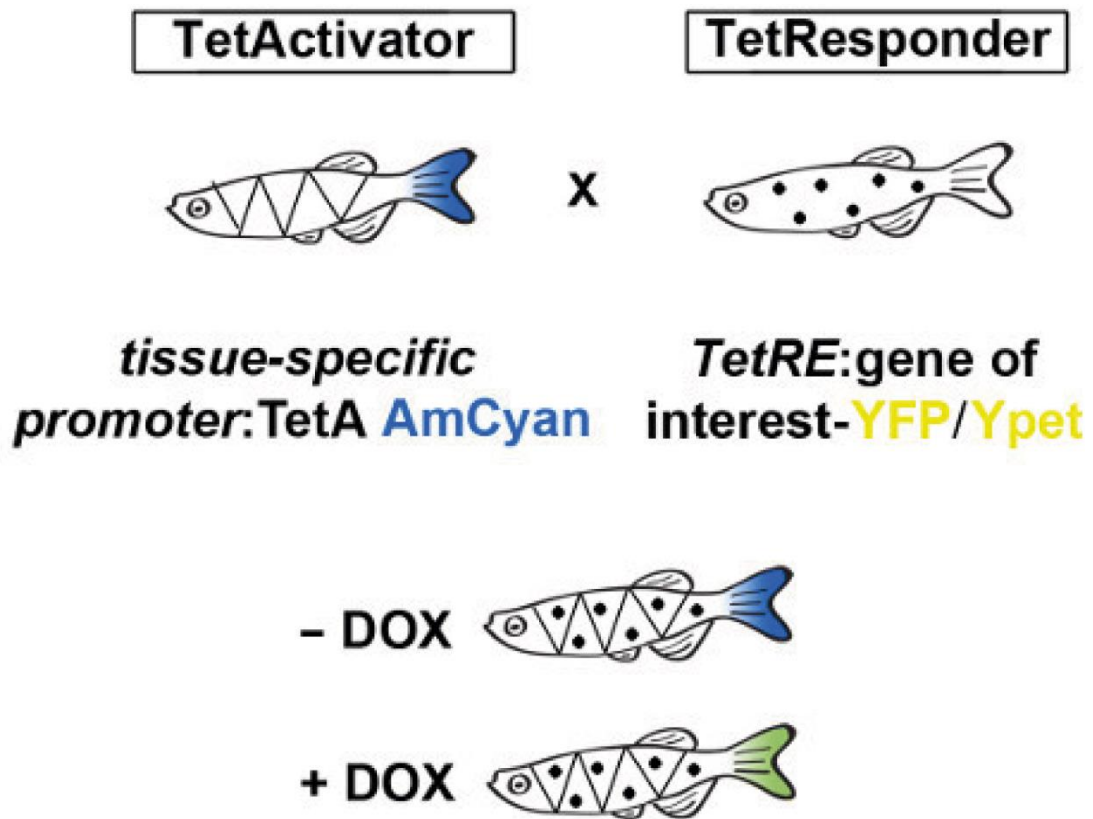 TetActivator
TetResponder
X
tissue-specific
promoter:TetA AmCyan
TetRE:gene of
interest-YFP/Ypet
– DOX
+ DOX